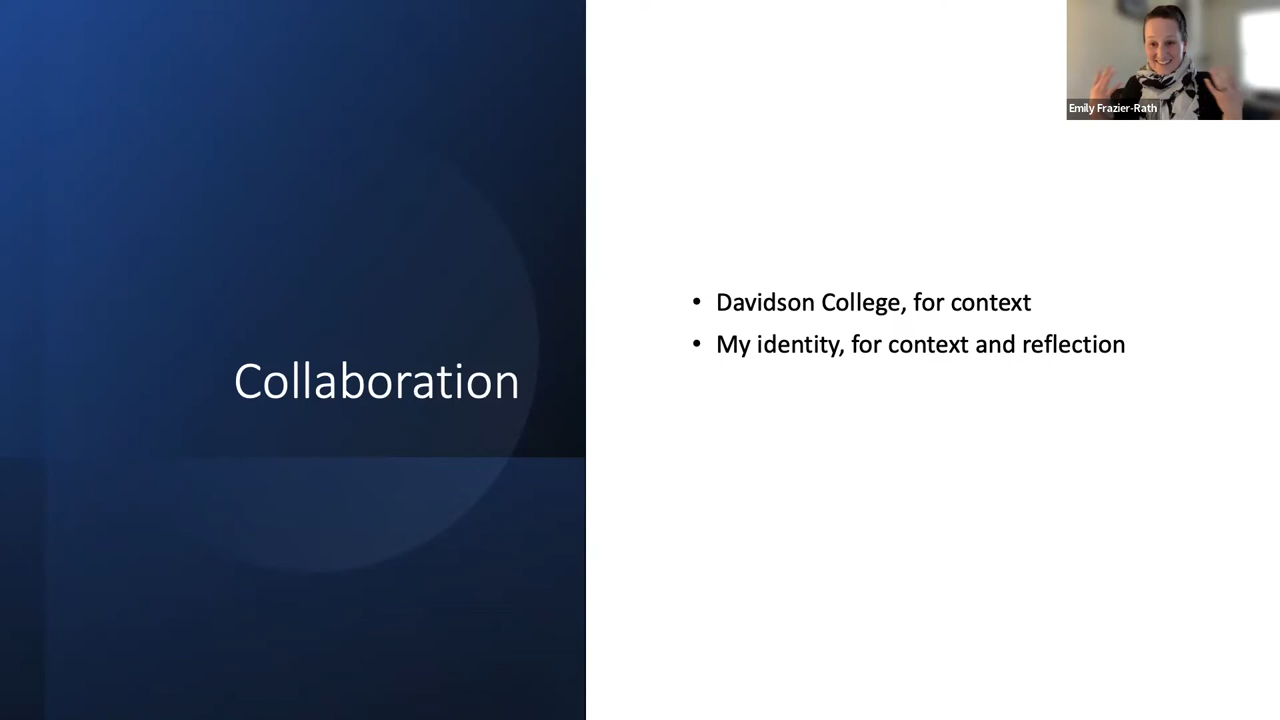 Emily Frazier-Rath
Collaboration
• Davidson College, for context
• My identity, for context and reflection